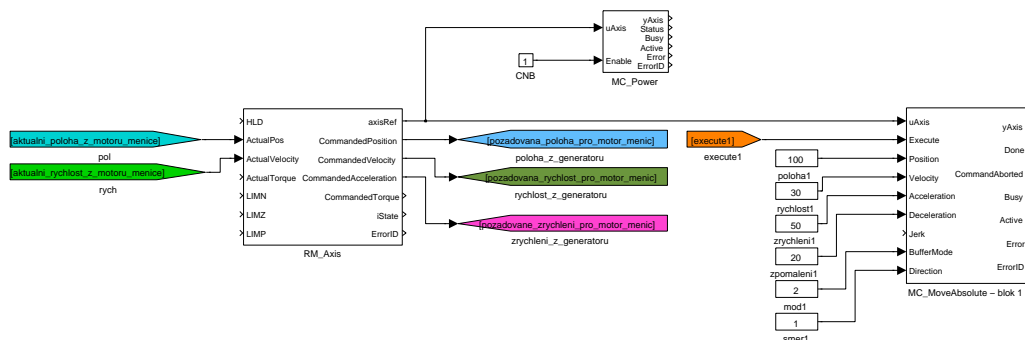 uAxis
Enable
yAxis
Status
Busy
Active
Error
ErrorID
MC_Power
1
CNB
[aktualni_poloha_z_motoru_menice]
pol
[aktualni_rychlost_z_motoru_menice]
rych
HLD
ActualPos
ActualVelocity
ActualTorque
LIMN
LIMZ
LIMP
axisRef
CommandedPosition
CommandedVelocity
CommandedAcceleration
CommandedTorque
iState
ErrorID
RM_Axis
[pozadovana_poloha_pro_motor_menic]
poloha_z_generatoru
[pozadovana_rychlost_pro_motor_menic]
rychlost_z_generatoru
[pozadovane_zrychleni_pro_motor_menic]
zrychleni_z_generatoru
[execute1]
execute1
100
poloha1
30
rychlost1
50
zrychleni1
20
zpomaleni1
2
mod1
1
smer1
uAxis
Execute
Position
Velocity
Acceleration
Deceleration
Jerk
BufferMode
Direction
yAxis
Done
CommandAborted
Busy
Active
Error
ErrorID
MC_MoveAbsolute – blok 1